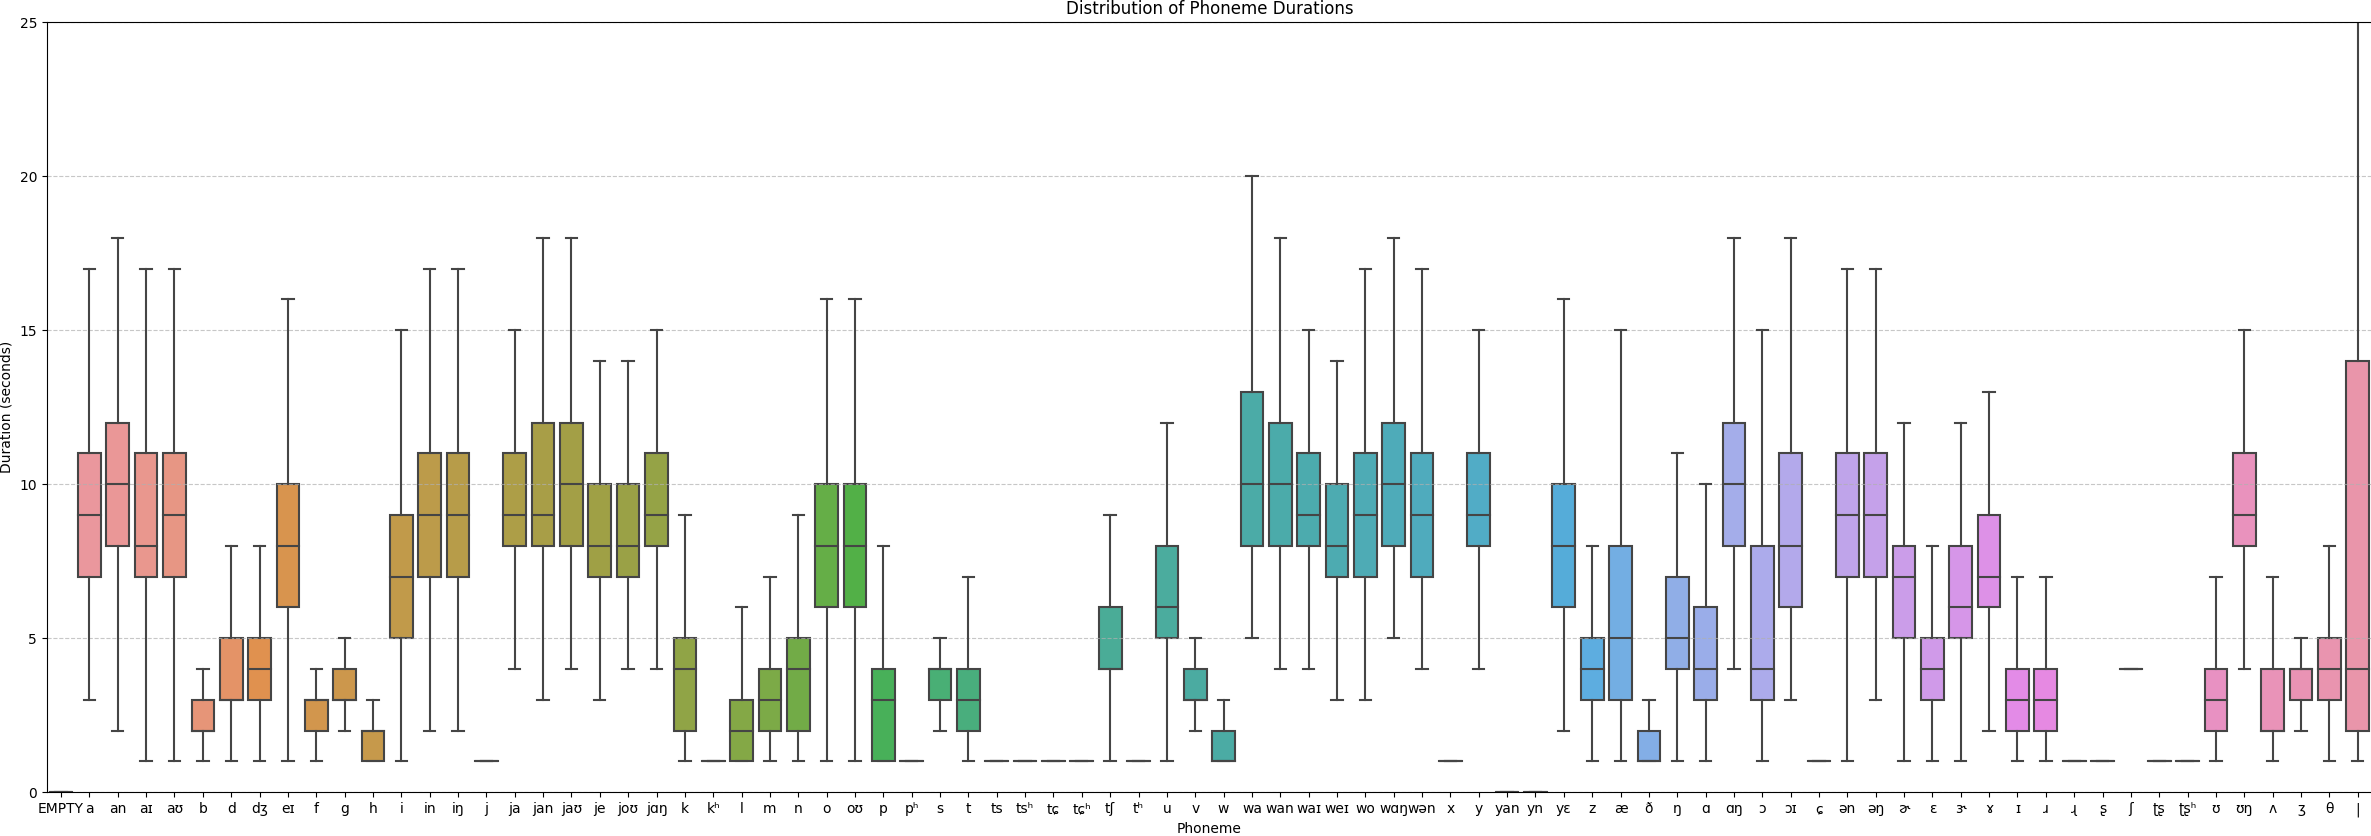 Distribution of Phoneme Durations
Duration (seconds)
25
20
15
10
5
0
EMPTY a an aɪ aʊ b d dʒ eɪ f ɡ h i in iŋ j ja jan jaʊ je joʊ jɑŋ k kʰ l m n o oʊ p pʰ s t ts tsʰ tɕ tɕʰ tʃ tʰ u v w wa wan waɪ weɪ wo wɑŋ wən x y yan yn yɛ z æ ð ŋ ɑ ɑŋ ɔ ɔɪ ɕ ən əŋ ɚ ɛ ɝ ɤ ɪ ɹ ɻ ʂ ʃ ʈʂ ʈʂʰ ʊ ʊŋ ʌ ʒ θ |
Phoneme